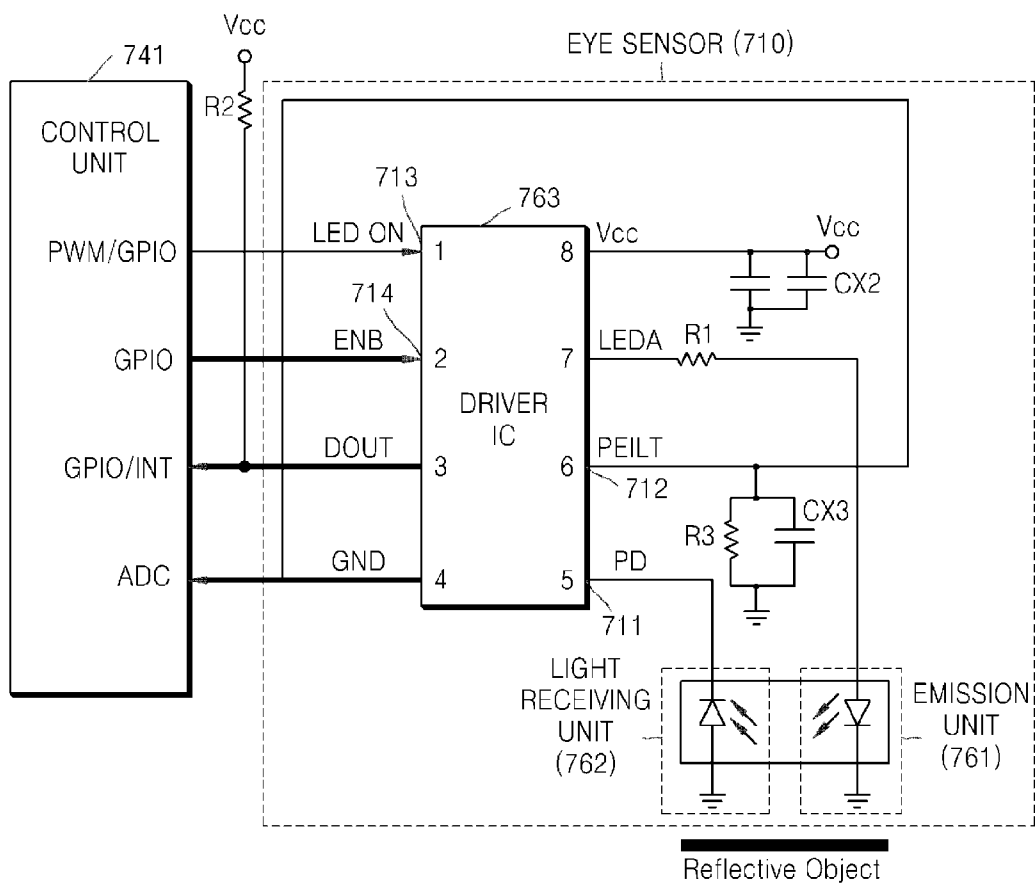 Vcc
EYE SENSOR (710)
741
R2
CONTROL
UNIT
713
763
PWM/GPIO
LED ON
1
8
Vcc
Vcc
CX2
714
GPIO
ENB
2
7
LEDA
R1
DRIVER
IC
GPIO/INT
DOUT
3
6
PEILT
712
R3
CX3
ADC
GND
4
5
PD
711
LIGHT
RECEIVING
UNIT
(762)
EMISSION
UNIT
(761)
Reflective Object